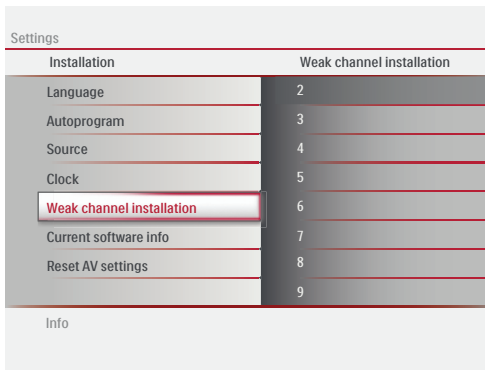 Settings
Installation
Weak channel installation
Language
2
Autoprogram
3
Source
4
Clock
5
Weak channel installation
6
Current software info
7
Reset AV settings
8
9
Info